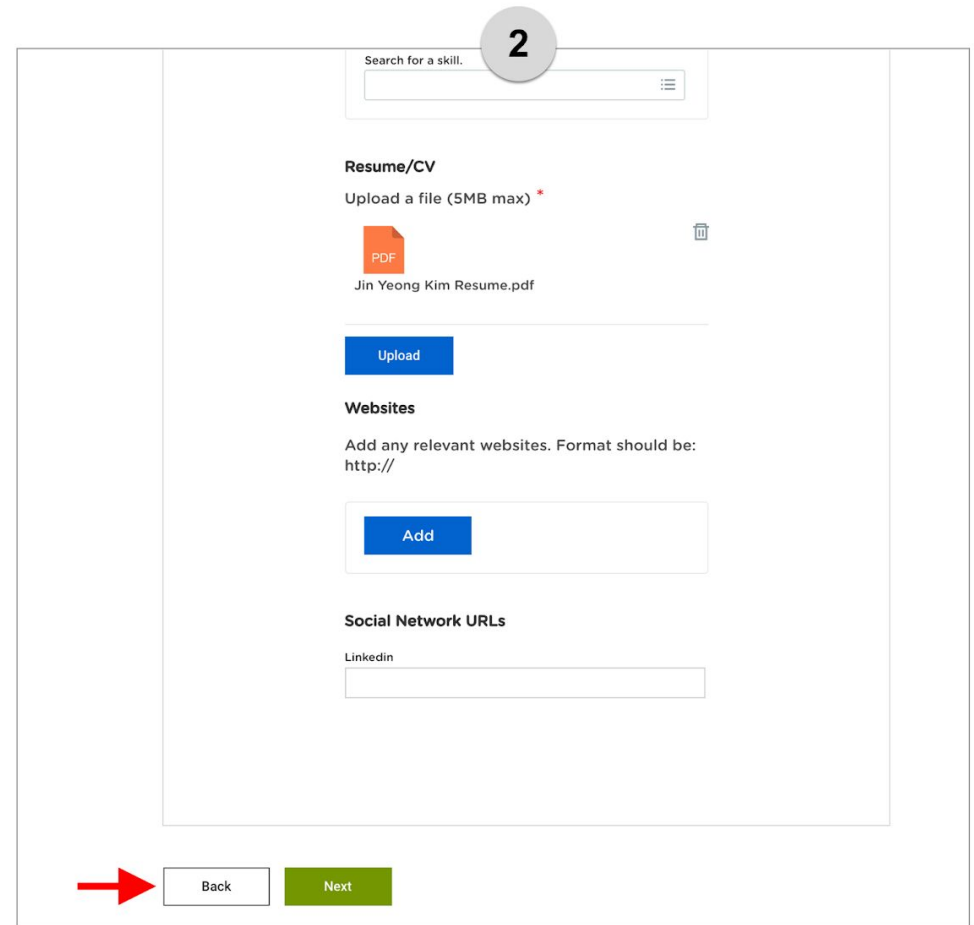 2
Search for a skill.
Resume/CV
Upload a file (5MB max) *
PDF
Jin Yeong Kim Resume.pdf
Upload
Websites
Add any relevant websites. Format should be:
http://
Add
Social Network URLs
Linkedin
Back
Next